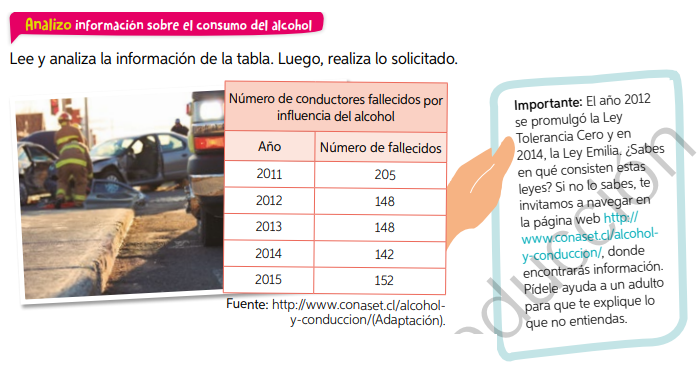 Analizo información sobre el consumo del alcohol
Lee y analiza la información de la tabla. Luego, realiza lo solicitado.
Número de conductores fallecidos por
influencia del alcohol
Año Número de fallecidos
2011 205
2012 148
2013 148
2014 142
2015 152
Fuente: http://www.conaset.cl/alcohol-
y-conduccion/(Adaptación).
Importante: El año 2012
se promulgó la Ley
Tolerancia Cero y en
2014, la Ley Emilia. ¿Sabes
en qué consisten estas
leyes? Si no lo sabes, te
invitamos a navegar en
la página web http://
www.conaset.cl/alcohol-
y-conduccion/, donde
encontrarás información.
Pídele ayuda a un adulto
para que te explique lo
que no entiendas.
oducción